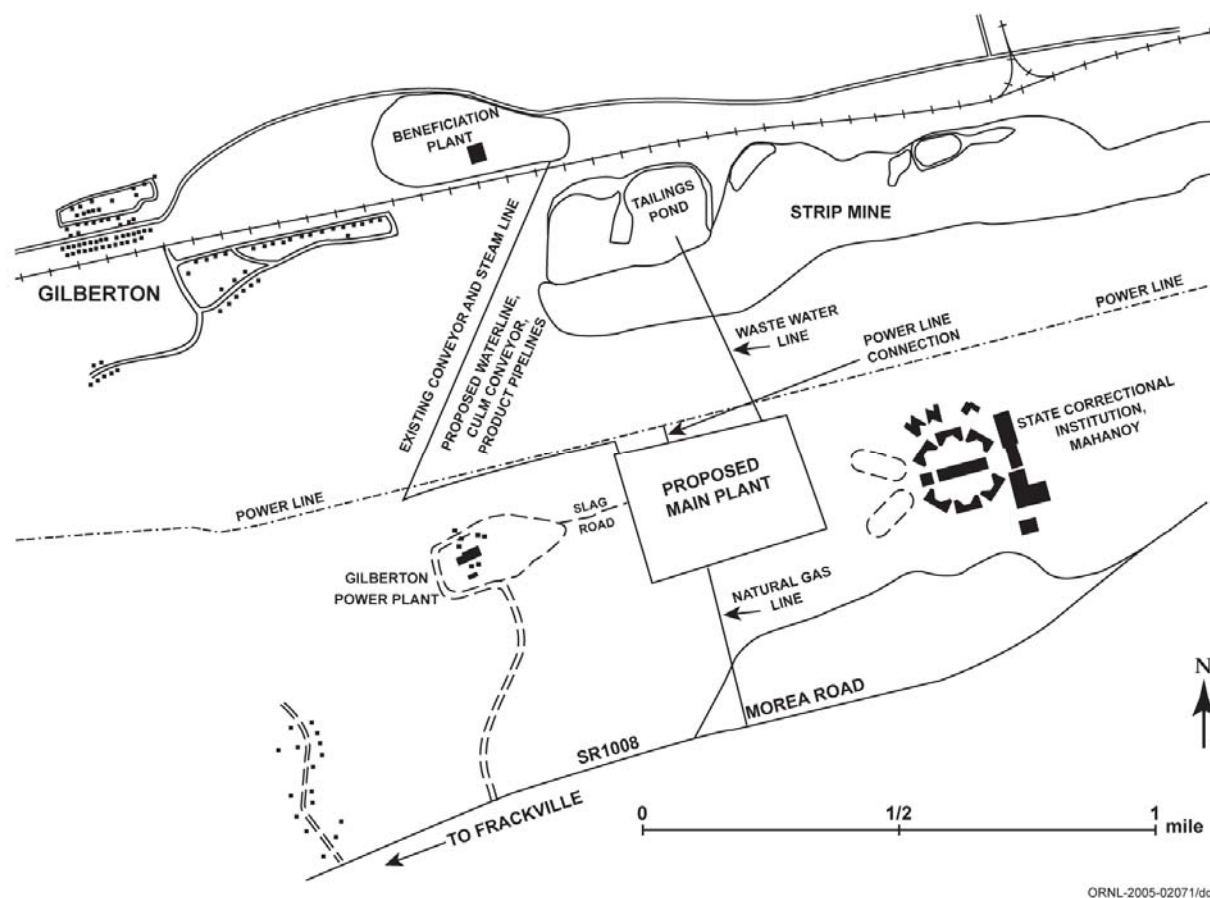 BENEFICIATION
PLANT
TAILINGS
POND
STRIP MINE
GILBERTON
EXISTING CONVEYOR AND STEAM LINE
PROPOSED WATERLINE,
CULM CONVEYOR,
PRODUCT PIPELINES
WASTE WATER
LINE
POWER LINE
CONNECTION
POWER LINE
STATE CORRECTIONAL
INSTITUTION,
MAHANOY
PROPOSED
MAIN PLANT
POWER LINE
SLAG
ROAD
GILBERTON
POWER PLANT
NATURAL GAS
LINE
N
MOREA ROAD
SR1008
TO FRACKVILLE
0 1/2 1
mile
ORNL-2005-02071/dc